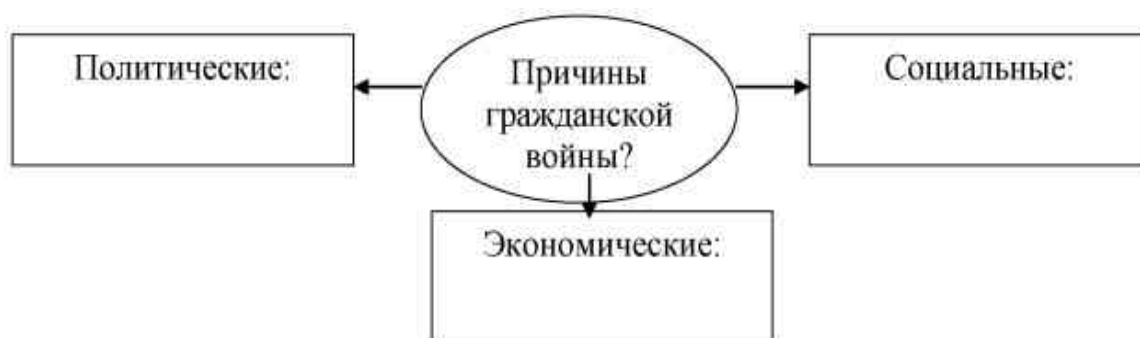 Политические:
Причины
гражданской
войны?
Социальные:
Экономические: